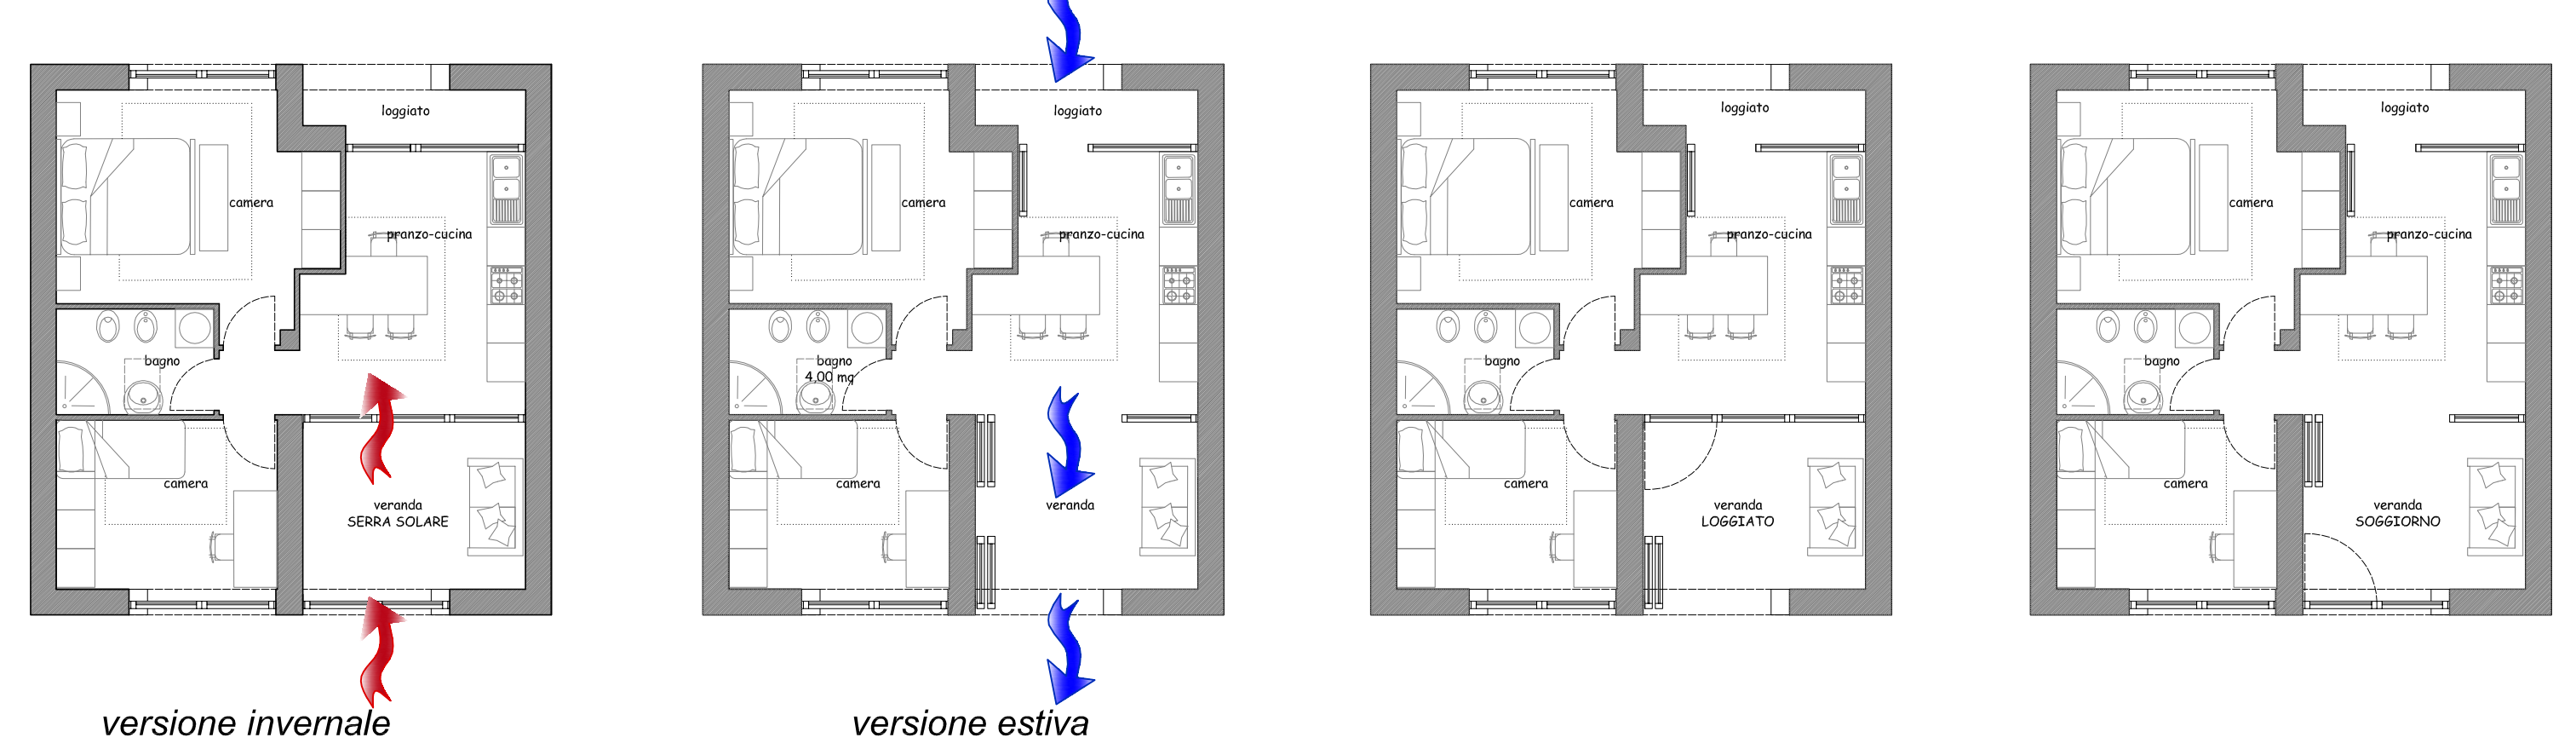 loggiato
camera
pranzo-cucina
bagno
camera
veranda
SERRA SOLARE
versione invernale
loggiato
camera
pranzo-cucina
bagno
4,00 mq
camera
veranda
versione estiva
loggiato
camera
pranzo-cucina
bagno
camera
veranda
LOGGIATO
loggiato
camera
pranzo-cucina
bagno
camera
veranda
SOGGIORNO